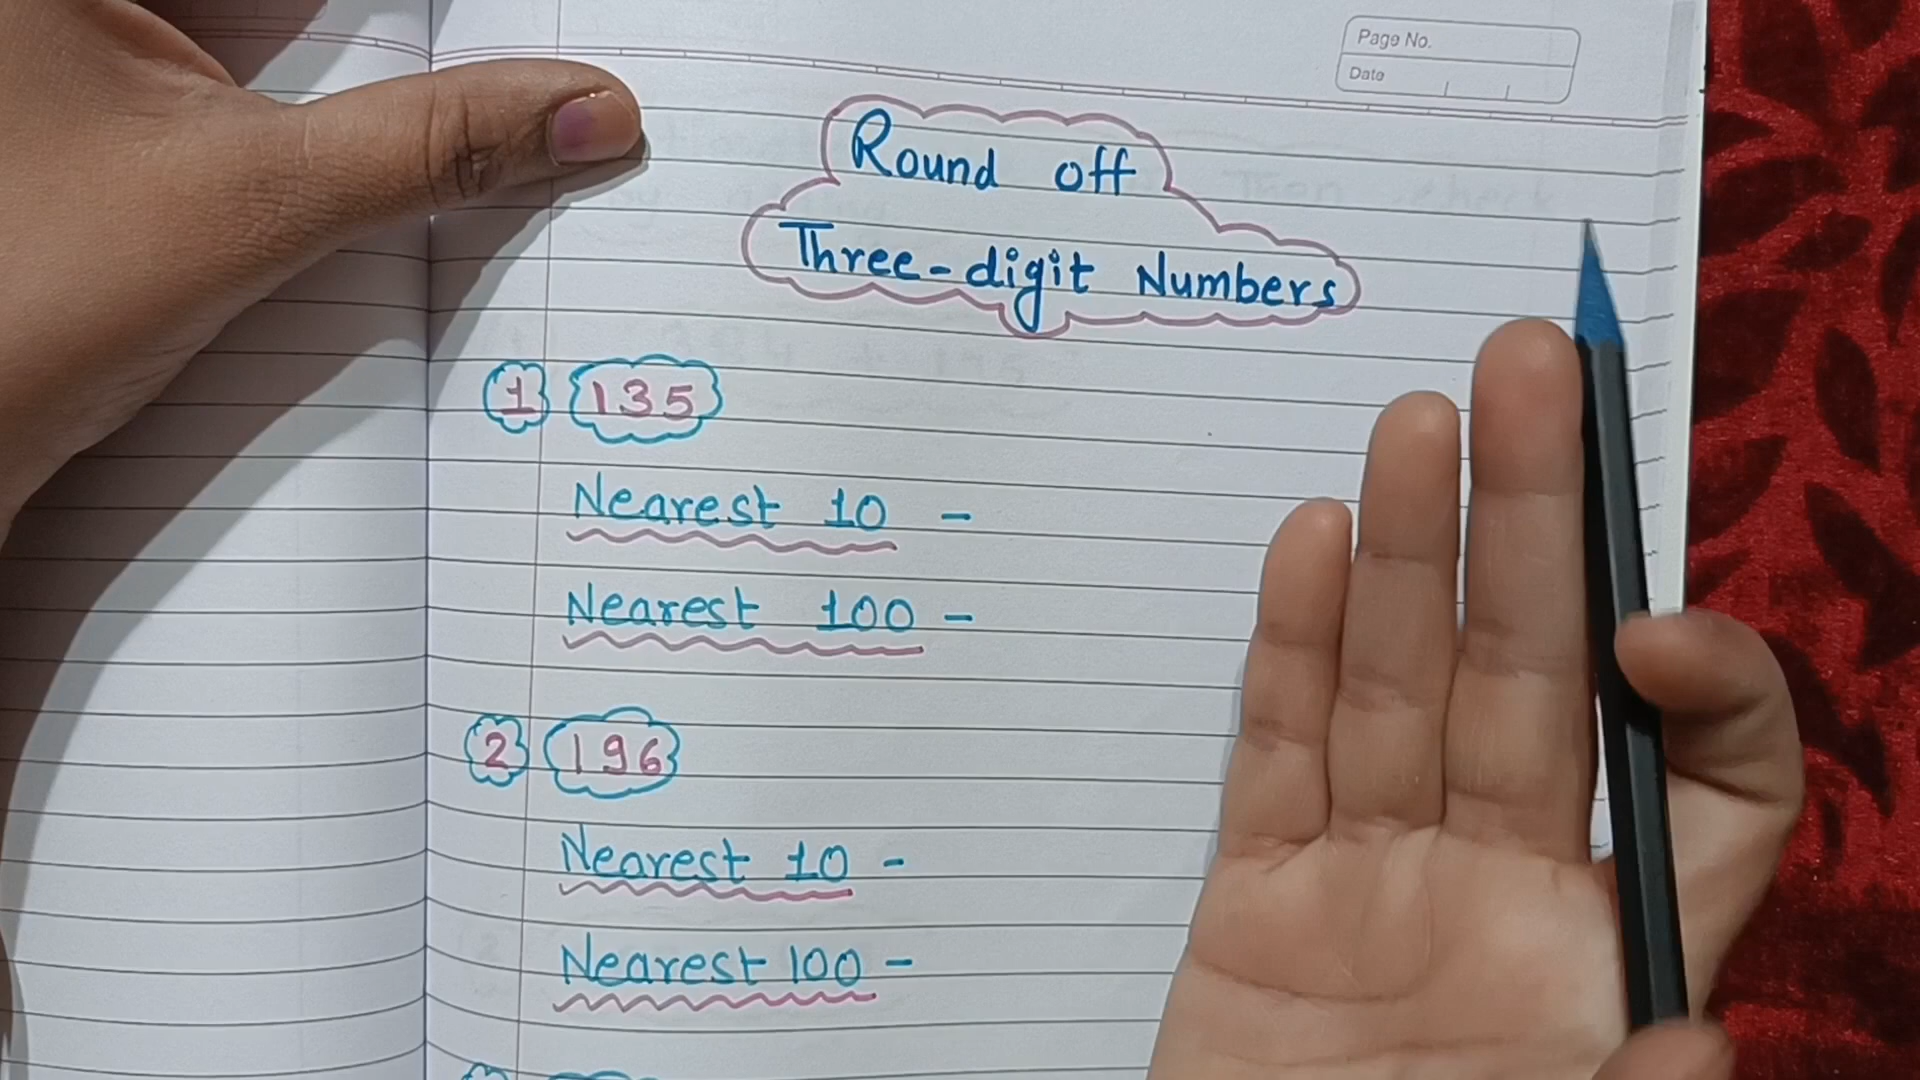 Page No.
Date
Round off
Three-digit Numbers
1 135
Nearest 10 -
Nearest 100 -
2 196
Nearest 10 -
Nearest 100 -